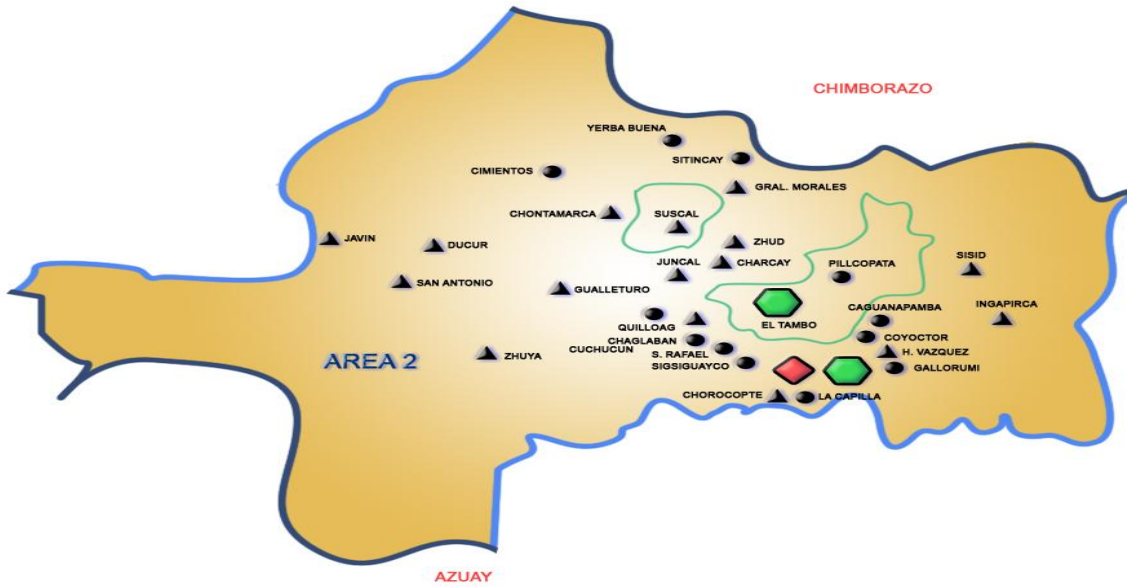 CHIMBORAZO
YERBA BUENA
SITINCAY
CIMIENTOS
GRAL. MORALES
CHONTAMARCA
SUSCAL
JAVIN
DUCUR
ZHUD
SISID
JUNCAL
CHARCAY
PILLCOPATA
SAN ANTONIO
GUALLETURO
CAGUANAPAMBA
INGAPIRCA
QUILLOAG
EL TAMBO
CHAGLABAN
COYOCTOR
CUCHUCUN
S. RAFAEL
H. VAZQUEZ
AREA 2
ZHUYA
SIGSIGUAYCO
GALLORUMI
CHOROCOPTE
LA CAPILLA
AZUAY